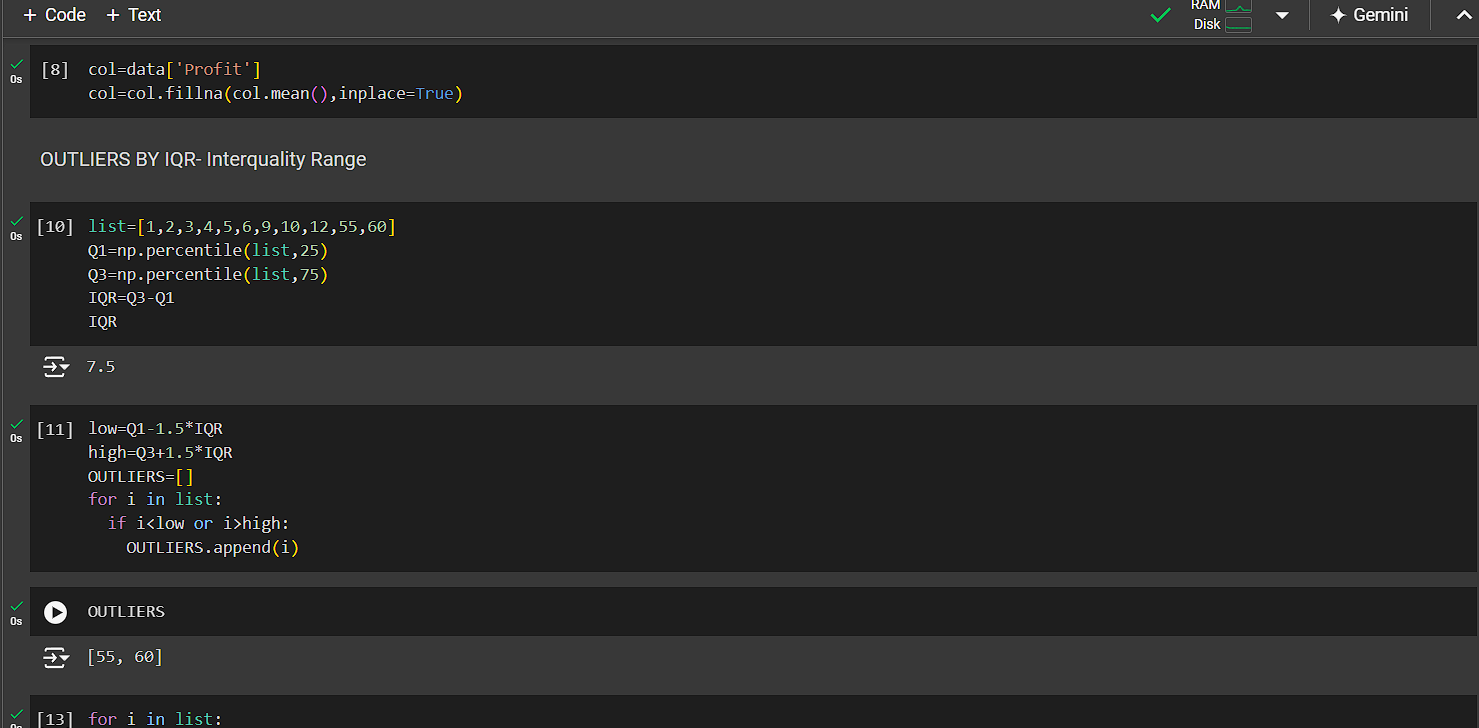 + Code + Text
RAM
Disk
Gemini
0s
[8] col=data['Profit']
col=col.fillna(col.mean(),inplace=True)
OUTLIERS BY IQR- Interquality Range
0s
[10] list=[1,2,3,4,5,6,9,10,12,55,60]
Q1=np.percentile(list,25)
Q3=np.percentile(list,75)
IQR=Q3-Q1
IQR
7.5
0s
[11] low=Q1-1.5*IQR
high=Q3+1.5*IQR
OUTLIERS=[]
for i in list:
  if i<low or i>high:
    OUTLIERS.append(i)
0s
OUTLIERS
[55, 60]
[13] for i in list:
0s